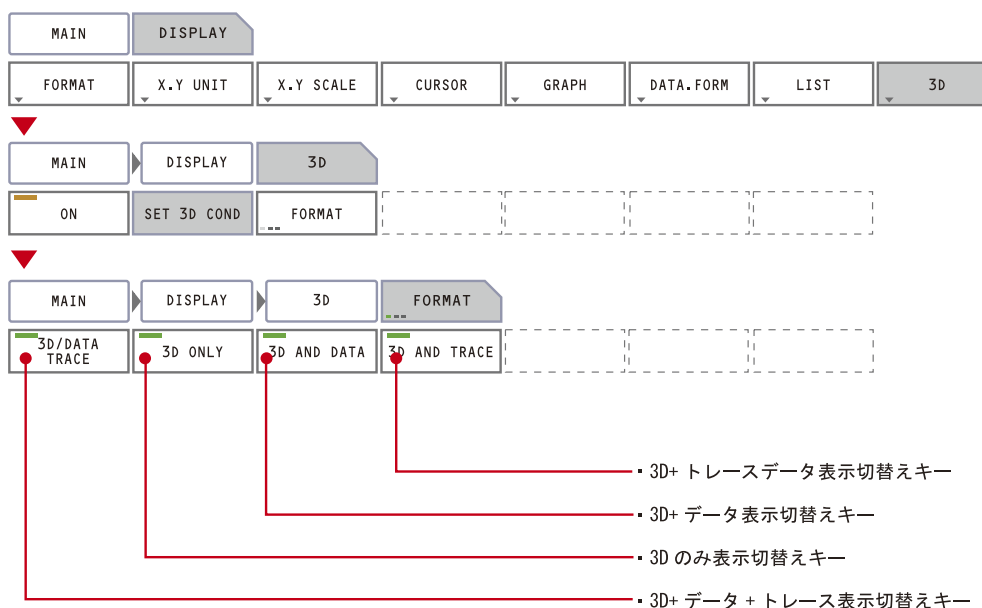 MAIN
DISPLAY
FORMAT
X.Y UNIT
X.Y SCALE
CURSOR
GRAPH
DATA.FORM
LIST
3D
MAIN
DISPLAY
3D
ON
SET 3D COND
FORMAT
MAIN
DISPLAY
3D
FORMAT
3D/DATA
TRACE
3D ONLY
3D AND DATA
3D AND TRACE
▪ 3D+ トレースデータ表示切替えキー
▪ 3D+ データ表示切替えキー
▪ 3D のみ表示切替えキー
▪ 3D+ データ + トレース表示切替えキー